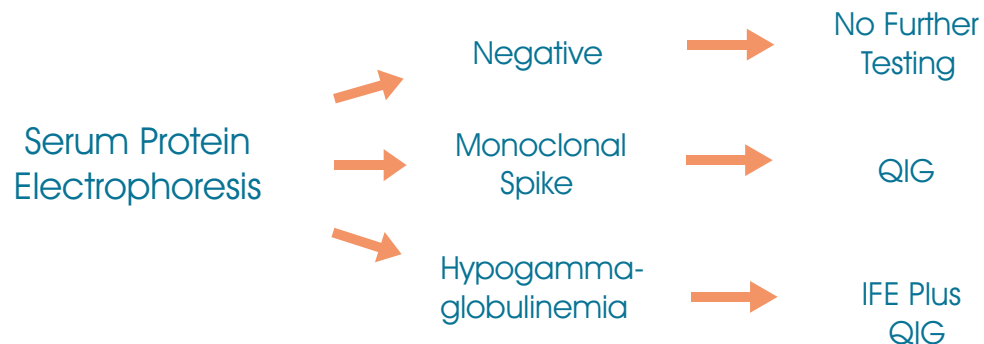 Serum Protein
Electrophoresis
Negative
No Further
Testing
Monoclonal
Spike
QIG
Hypogamma-
globulinemia
IFE Plus
QIG